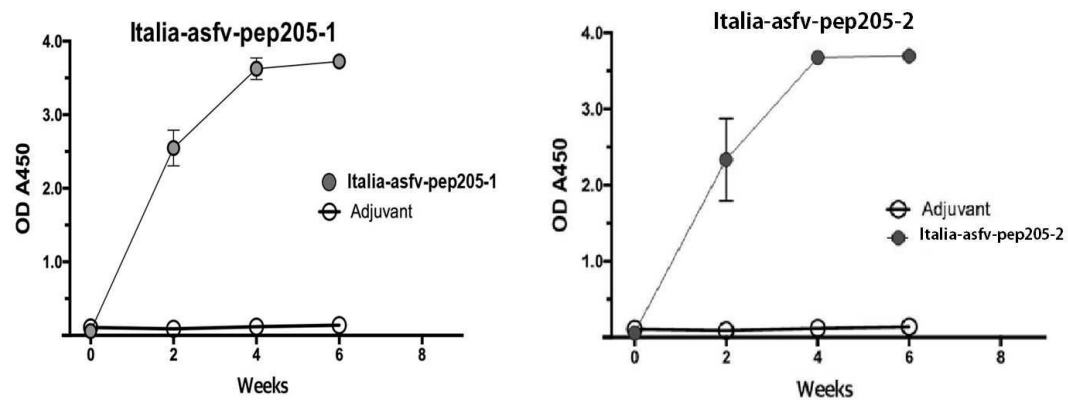 Italia-asfv-pep205-1
4.0
3.0
2.0
1.0
OD A450
Italia-asfv-pep205-1
Adjuvant
0 2 4 6 8
Weeks
Italia-asfv-pep205-2
4.0
3.0
2.0
1.0
OD A450
Adjuvant
Italia-asfv-pep205-2
0 2 4 6 8
Weeks